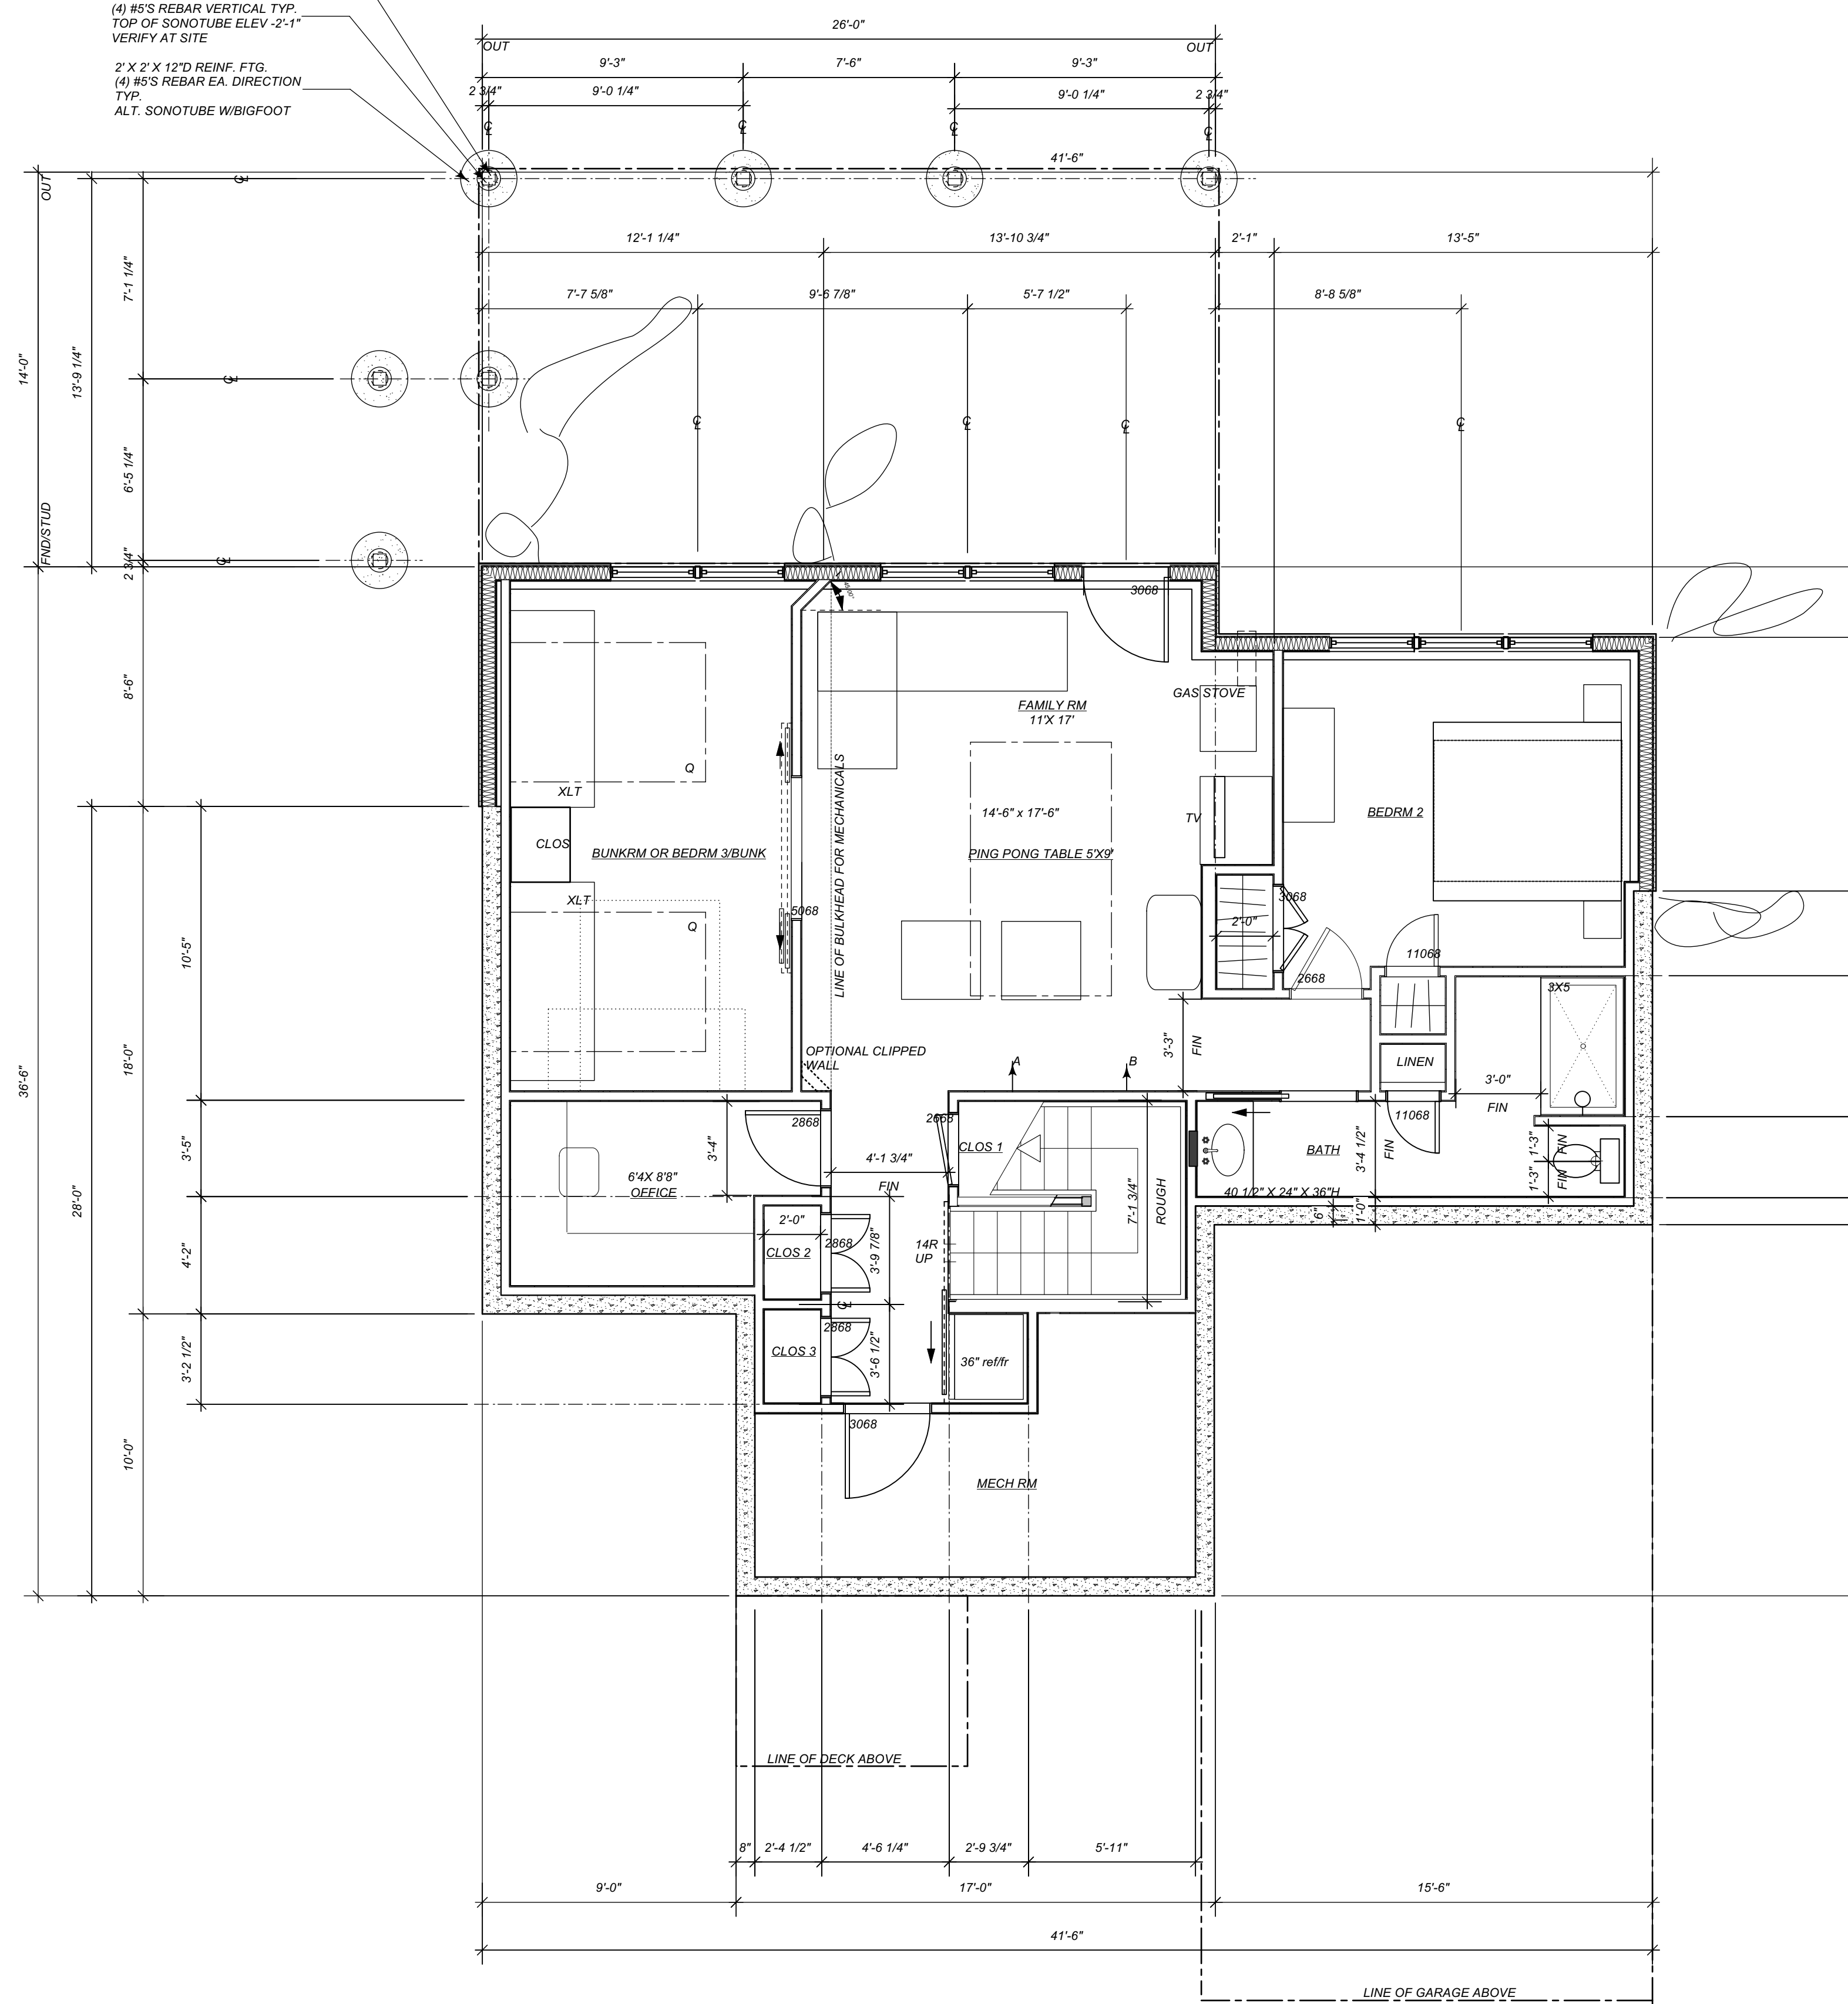 (4) #5'S REBAR VERTICAL TYP.
TOP OF SONOTUBE ELEV -2'-1"
VERIFY AT SITE
2' X 2' X 12"D REINF. FTG.
(4) #5'S REBAR EA. DIRECTION
TYP.
ALT. SONOTUBE W/BIGFOOT
26'-0"
OUT
OUT
9'-3"
7'-6"
9'-3"
2 3/4"
9'-0 1/4"
9'-0 1/4"
2 3/4"
41'-6"
OUT
12'-1 1/4"
13'-10 3/4"
2'-1"
13'-5"
7'-7 5/8"
9'-6 7/8"
5'-7 1/2"
8'-8 5/8"
7'-1 1/4"
14'-0"
13'-9 1/4"
6'-5 1/4"
FND/STUD
2 3/4"
3068
8'-6"
GAS STOVE
FAMILY RM
11'X 17'
Q
XLT
14'-6" x 17'-6"
TV
BEDRM 2
CLOS
BUNKRM OR BEDRM 3/BUNK
LINE OF BULKHEAD FOR MECHANICALS
PING PONG TABLE 5'X9'
XLT
5068
3068
2'-0"
Q
10'-5"
11068
2668
3X5
18'-0"
36'-6"
OPTIONAL CLIPPED
WALL
A
B
3'-3"
FIN
LINEN
3'-0"
FIN
2868
2668
11068
3'-5"
3'-4"
CLOS 1
4'-1 3/4"
FIN
BATH
3'-4 1/2"
FIN
1'-3"
FIN
1'-3"
FIN
6'4X 8'8"
OFFICE
28'-0"
40 1/2" X 24" X 36"H
7'-1 3/4"
ROUGH
6"
1'-0"
2'-0"
4'-2"
CLOS 2
2868
3'-9 7/8"
14R
UP
2868
3'-2 1/2"
CLOS 3
3'-6 1/2"
36" ref/fr
3068
10'-0"
MECH RM
LINE OF DECK ABOVE
8"
2'-4 1/2"
4'-6 1/4"
2'-9 3/4"
5'-11"
9'-0"
17'-0"
15'-6"
41'-6"
LINE OF GARAGE ABOVE